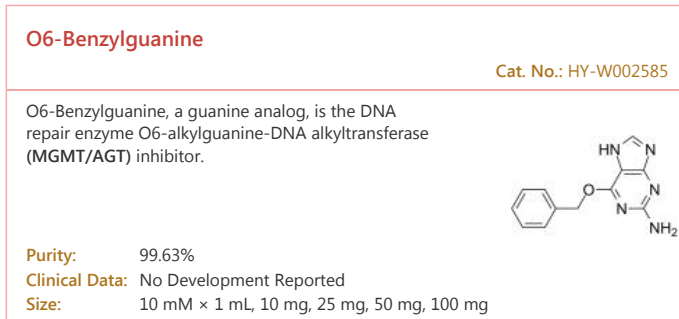 O6-Benzylguanine
Cat. No.: HY-W002585
O6-Benzylguanine, a guanine analog, is the DNA
repair enzyme O6-alkylguanine-DNA alkyltransferase
(MGMT/AGT) inhibitor.
HN
N
O
N
N
NH₂
Purity: 99.63%
Clinical Data: No Development Reported
Size: 10 mM × 1 mL, 10 mg, 25 mg, 50 mg, 100 mg